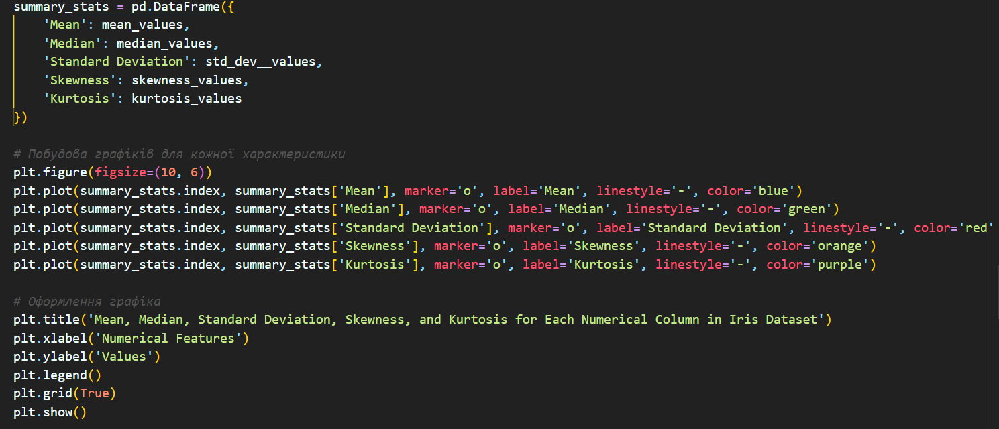 summary_stats = pd.DataFrame({
    'Mean': mean_values,
    'Median': median_values,
    'Standard Deviation': std_dev__values,
    'Skewness': skewness_values,
    'Kurtosis': kurtosis_values
})
# Побудова графіків для кожної характеристики
plt.figure(figsize=(10, 6))
plt.plot(summary_stats.index, summary_stats['Mean'], marker='o', label='Mean', linestyle='-', color='blue')
plt.plot(summary_stats.index, summary_stats['Median'], marker='o', label='Median', linestyle='-', color='green')
plt.plot(summary_stats.index, summary_stats['Standard Deviation'], marker='o', label='Standard Deviation', linestyle='-', color='red'
plt.plot(summary_stats.index, summary_stats['Skewness'], marker='o', label='Skewness', linestyle='-', color='orange')
plt.plot(summary_stats.index, summary_stats['Kurtosis'], marker='o', label='Kurtosis', linestyle='-', color='purple')
# Оформлення графіка
plt.title('Mean, Median, Standard Deviation, Skewness, and Kurtosis for Each Numerical Column in Iris Dataset')
plt.xlabel('Numerical Features')
plt.ylabel('Values')
plt.legend()
plt.grid(True)
plt.show()